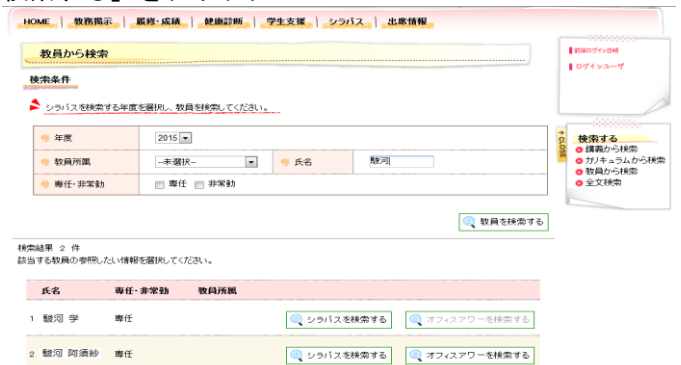 HOME 教務掲示 履修・成績 健康診断 学生支援 シラバス 出席情報
教員から検索
検索条件
シラバスを検索する年度を選択し、教員を検索してください。
年度 2015
教員所属 --未選択-- 氏名 駿河
専任・非常勤 専任 非常勤
教員を検索する
検索結果 2 件
該当する教員の参照したい情報を選択してください。
氏名 専任・非常勤 教員所属
1 駿河 学 専任 シラバスを検索する オフィスアワーを検索する
2 駿河 阿須紗 専任 シラバスを検索する オフィスアワーを検索する
前回ログイン日時
ログインユーザ
CLOSE
検索する
講義から検索
カリキュラムから検索
教員から検索
全文検索